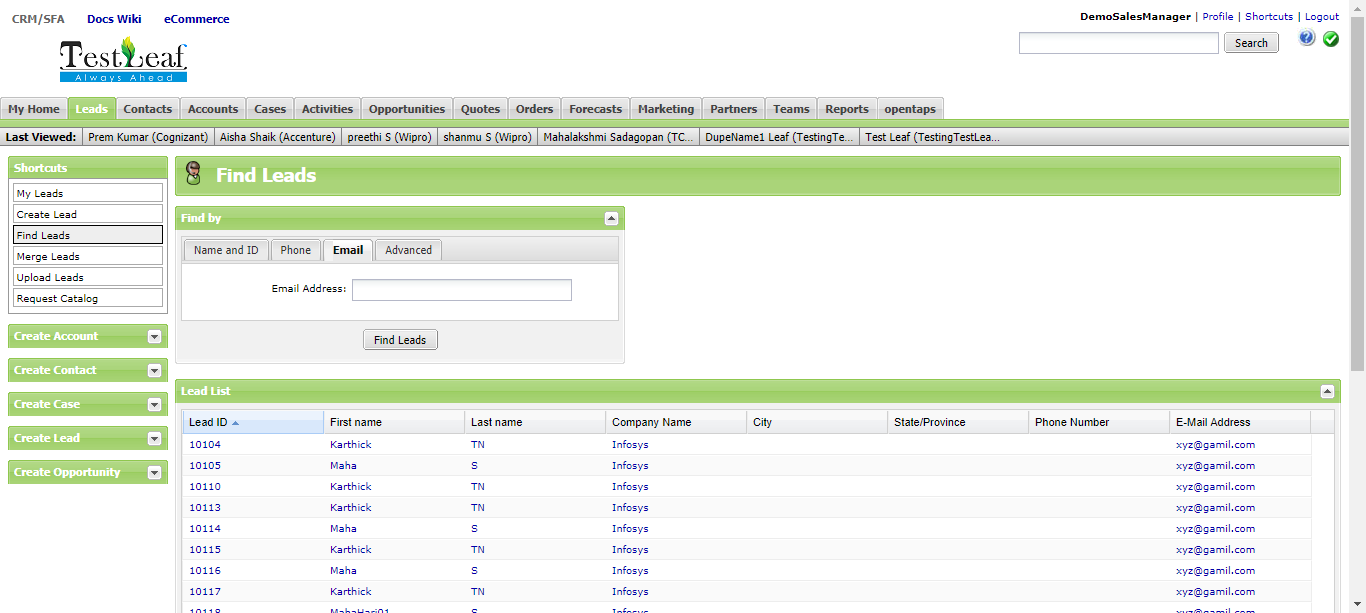 CRM/SFA Docs Wiki eCommerce
DemoSalesManager | Profile | Shortcuts | Logout
Search
TestLeaf
Always Ahead
My Home Leads Contacts Accounts Cases Activities Opportunities Quotes Orders Forecasts Marketing Partners Teams Reports opentaps
Last Viewed: Prem Kumar (Cognizant) Aisha Shaik (Accenture) preethi S (Wipro) shanmu S (Wipro) Mahalakshmi Sadagopan (TC... DupeName1 Leaf (TestingTe... Test Leaf (TestingTestLea...
Shortcuts
My Leads
Create Lead
Find Leads
Merge Leads
Upload Leads
Request Catalog
Create Account
Create Contact
Create Case
Create Lead
Create Opportunity
Find Leads
Find by
Name and ID Phone Email Advanced
Email Address:
Find Leads
Lead List
Lead ID First name Last name Company Name City State/Province Phone Number E-Mail Address
10104 Karthick TN Infosys xyz@gamil.com
10105 Maha S Infosys xyz@gamil.com
10110 Karthick TN Infosys xyz@gamil.com
10113 Karthick TN Infosys xyz@gamil.com
10114 Maha S Infosys xyz@gamil.com
10115 Karthick TN Infosys xyz@gamil.com
10116 Maha S Infosys xyz@gamil.com
10117 Karthick TN Infosys xyz@gamil.com
10118 MahaHari01 S Infosys xyz@gamil.com